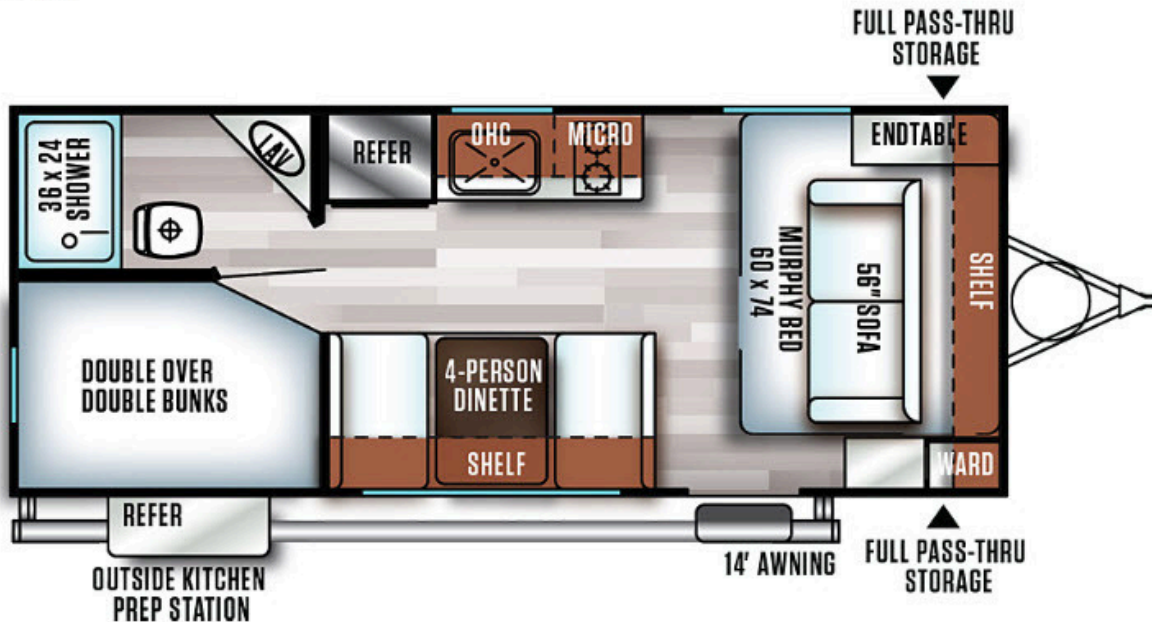 FULL PASS-THRU
STORAGE
36 x 24
SHOWER
LAV
REFER
OHC
MICRO
ENDTABLE
MURPHY BED
60 x 74
56" SOFA
SHELF
DOUBLE OVER
DOUBLE BUNKS
4-PERSON
DINETTE
SHELF
WARD
REFER
OUTSIDE KITCHEN
PREP STATION
14' AWNING
FULL PASS-THRU
STORAGE